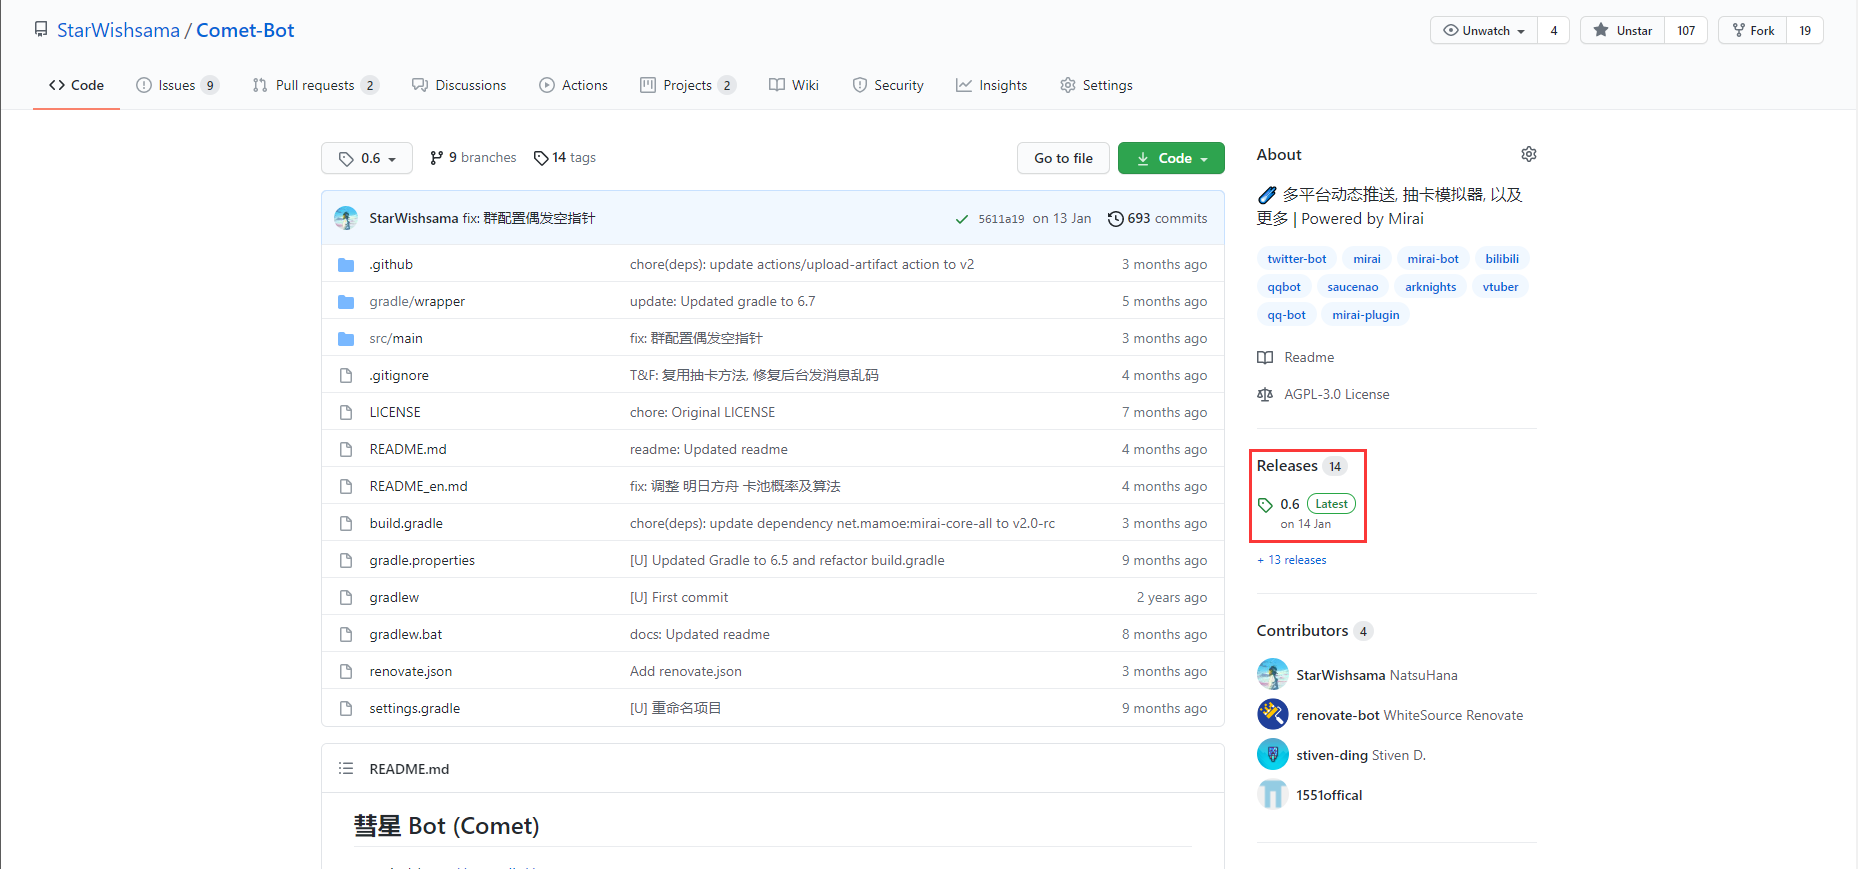 StarWishsama / Comet-Bot
Unwatch 4
Unstar 107
Fork 19
Code
Issues 9
Pull requests 2
Discussions
Actions
Projects 2
Wiki
Security
Insights
Settings
0.6
9 branches
14 tags
Go to file
Code
StarWishsama fix: 群配置偶发空指针
5611a19 on 13 Jan
693 commits
.github chore(deps): update actions/upload-artifact action to v2 3 months ago
gradle/wrapper update: Updated gradle to 6.7 5 months ago
src/main fix: 群配置偶发空指针 3 months ago
.gitignore T&F: 复用抽卡方法, 修复后台发消息乱码 4 months ago
LICENSE chore: Original LICENSE 7 months ago
README.md readme: Updated readme 4 months ago
README_en.md fix: 调整 明日方舟 卡池概率及算法 4 months ago
build.gradle chore(deps): update dependency net.mamoe:mirai-core-all to v2.0-rc 3 months ago
gradle.properties [U] Updated Gradle to 6.5 and refactor build.gradle 9 months ago
gradlew [U] First commit 2 years ago
gradlew.bat docs: Updated readme 8 months ago
renovate.json Add renovate.json 3 months ago
settings.gradle [U] 重命名项目 9 months ago
README.md
彗星 Bot (Comet)
About
多平台动态推送, 抽卡模拟器, 以及
更多 | Powered by Mirai
twitter-bot mirai mirai-bot bilibili
qqbot saucenao arknights vtuber
qq-bot mirai-plugin
Readme
AGPL-3.0 License
Releases 14
0.6 Latest
on 14 Jan
+ 13 releases
Contributors 4
StarWishsama NatsuHana
renovate-bot WhiteSource Renovate
stiven-ding Stiven D.
1551offical